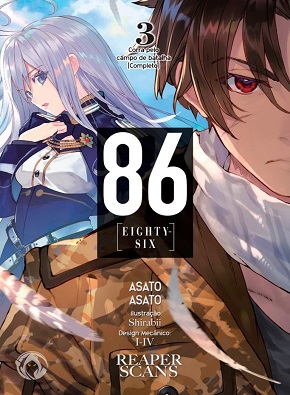 3
Corra pelo
campo de batalha
[Completo]
86
[EIGHTY-
SIX]
ASATO
ASATO
Ilustração:
Shirabii
Design Mecânico:
I-IV
REAPER
SCANS